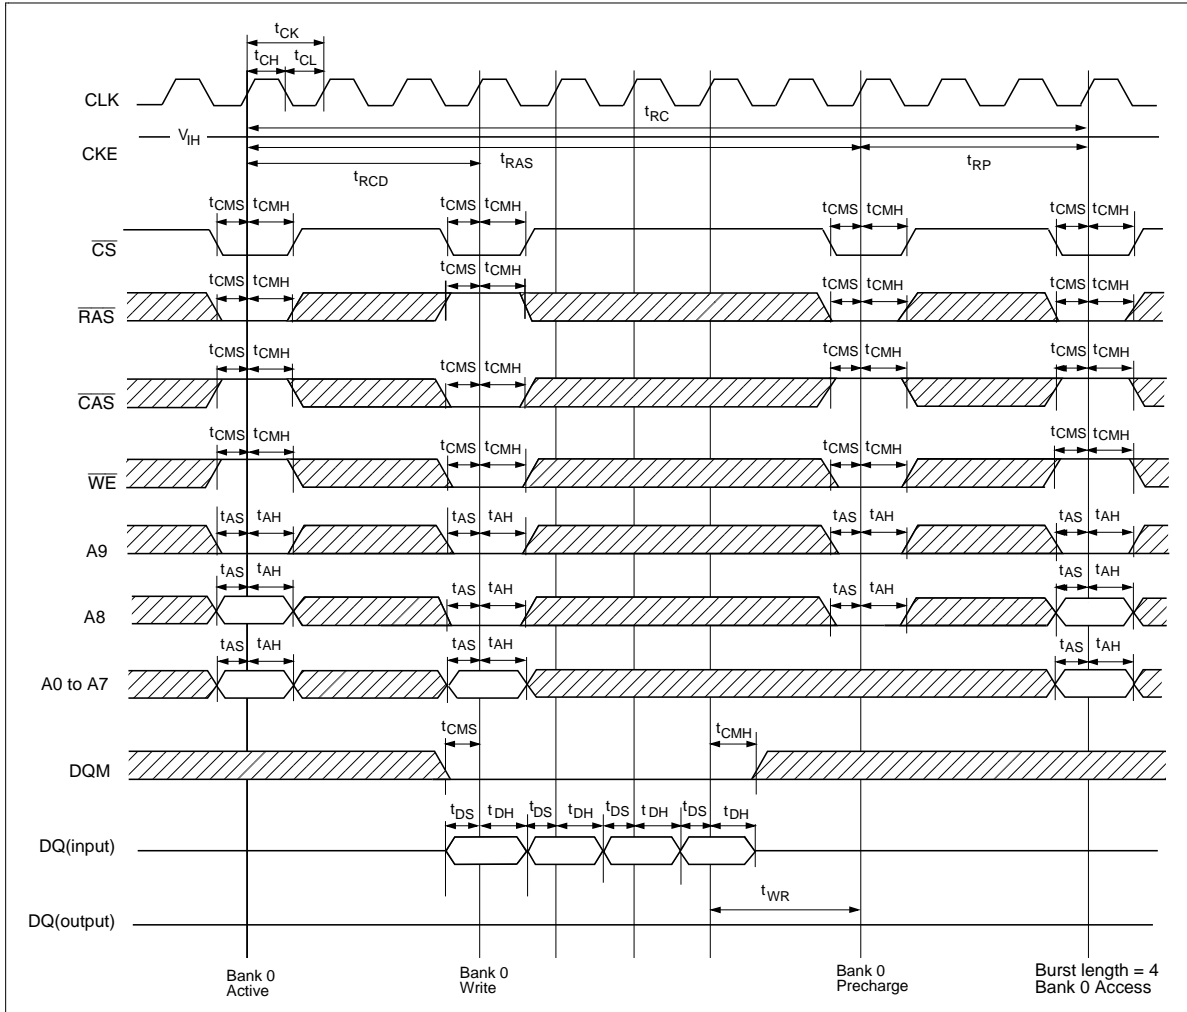 tCK
tCH tCL
CLK
tRC
VIH
CKE
tRAS tRP
tRCD
tCMS tCMH tCMS tCMH tCMS tCMH tCMS tCMH
CS
tCMS tCMH tCMS tCMH tCMS tCMH tCMS tCMH
RAS
tCMS tCMH tCMS tCMH tCMS tCMH tCMS tCMH
CAS
tCMS tCMH tCMS tCMH tCMS tCMH tCMS tCMH
WE
tAS tAH tAS tAH tAS tAH tAS tAH
A9
tAS tAH tAS tAH tAS tAH tAS tAH
A8
tAS tAH tAS tAH tAS tAH
A0 to A7
tCMS tCMH
DQM
tDS tDH tDS tDH tDS tDH tDS tDH
DQ(input)
tWR
DQ(output)
Bank 0
Active
Bank 0
Write
Bank 0
Precharge
Burst length = 4
Bank 0 Access